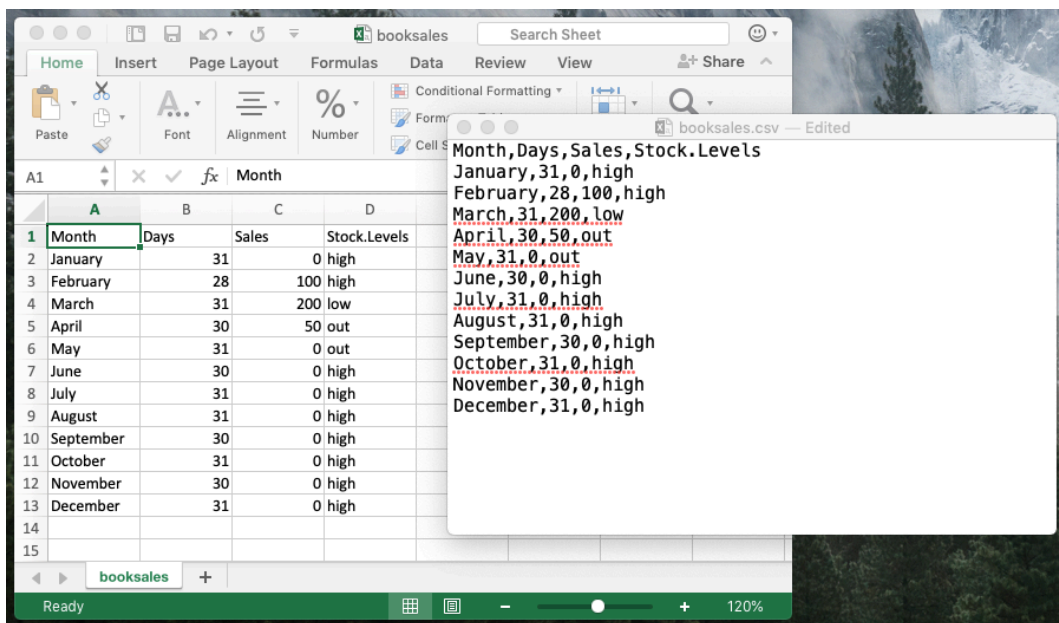 booksales
Search Sheet
Home Insert Page Layout Formulas Data Review View Share
Paste
Font
Alignment
%
Number
Conditional Formatting
Cell
A1 fx Month
A B C D
1 Month Days Sales Stock.Levels
2 January 31 0 high
3 February 28 100 high
4 March 31 200 low
5 April 30 50 out
6 May 31 0 out
7 June 30 0 high
8 July 31 0 high
9 August 31 0 high
10 September 30 0 high
11 October 31 0 high
12 November 30 0 high
13 December 31 0 high
14
15
booksales +
Ready
120%
booksales.csv — Edited
Month,Days,Sales,Stock.Levels
January,31,0,high
February,28,100,high
March,31,200,low
April,30,50,out
May,31,0,out
June,30,0,high
July,31,0,high
August,31,0,high
September,30,0,high
October,31,0,high
November,30,0,high
December,31,0,high